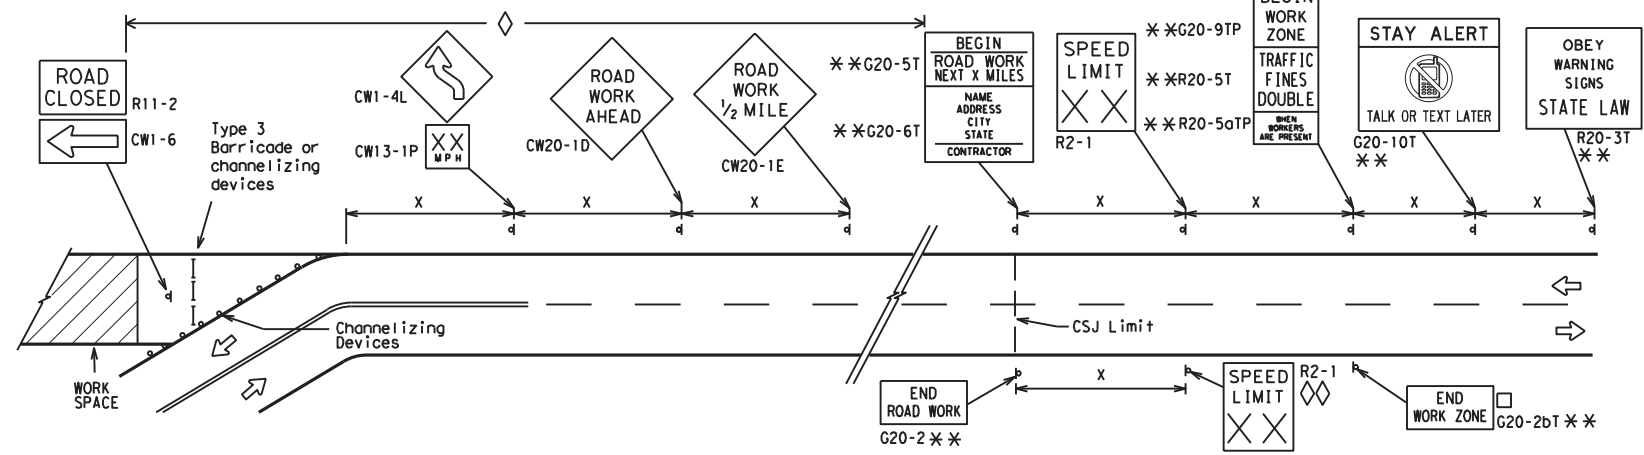 ROAD
CLOSED
R11-2
CW1-6
Type 3
Barricade or
channelizing
devices
CW1-4L
XX
MPH
CW13-1P
ROAD
WORK
AHEAD
CW20-1D
ROAD
WORK
1/2 MILE
CW20-1E
**G20-5T
BEGIN
ROAD WORK
NEXT X MILES
**G20-6T
NAME
ADDRESS
CITY
STATE
CONTRACTOR
SPEED
LIMIT
XX
R2-1
**G20-9TP
BEGIN
WORK
ZONE
**R20-5T
TRAFFIC
FINES
DOUBLE
**R20-5aTP
WHEN
WORKERS
ARE PRESENT
STAY ALERT
TALK OR TEXT LATER
G20-10T
**
OBEY
WARNING
SIGNS
STATE LAW
R20-3T
**
X
X
X
X
X
X
X
Channelizing
Devices
CSJ Limit
WORK
SPACE
END
ROAD WORK
G20-2**
X
SPEED
LIMIT
XX
R2-1
END
WORK ZONE
G20-2bT**